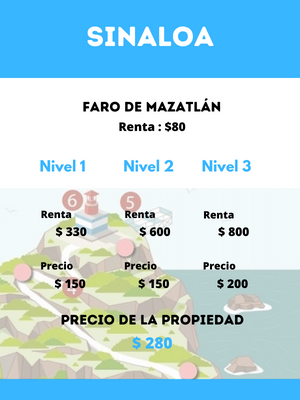 SINALOA
FARO DE MAZATLÁN
Renta : $80
Nivel 1 Nivel 2 Nivel 3
6 5
Renta Renta Renta
$ 330 $ 600 $ 800
Precio Precio Precio
$ 150 $ 150 $ 200
PRECIO DE LA PROPIEDAD
$ 280